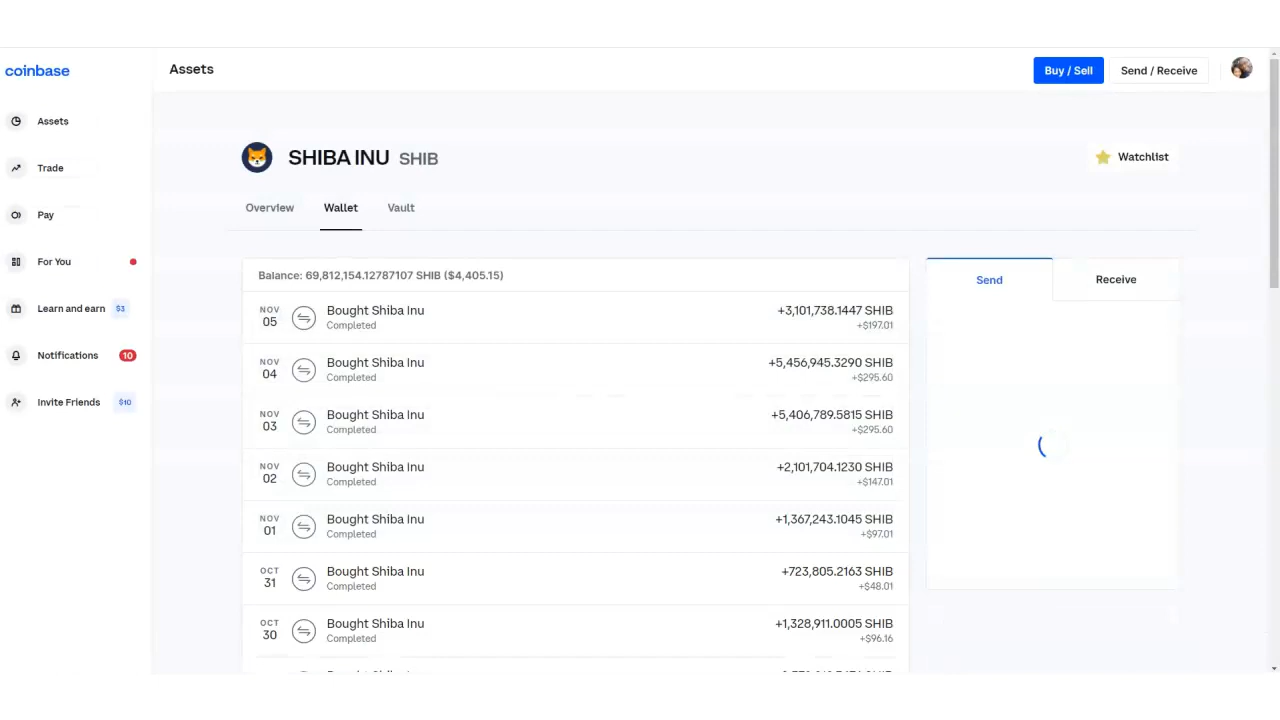 coinbase
Assets
Buy / Sell
Send / Receive
Assets
Trade
Pay
For You
Learn and earn $3
Notifications 10
Invite Friends $10
SHIBA INU SHIB
Watchlist
Overview Wallet Vault
Balance: 69,812,154.12787107 SHIB ($4,405.15)
Send Receive
NOV 05 Bought Shiba Inu +3,101,738.1447 SHIB
Completed +$197.01
NOV 04 Bought Shiba Inu +5,456,945.3290 SHIB
Completed +$295.60
NOV 03 Bought Shiba Inu +5,406,789.5815 SHIB
Completed +$295.60
NOV 02 Bought Shiba Inu +2,101,704.1230 SHIB
Completed +$147.01
NOV 01 Bought Shiba Inu +1,367,243.1045 SHIB
Completed +$97.01
OCT 31 Bought Shiba Inu +723,805.2163 SHIB
Completed +$48.01
OCT 30 Bought Shiba Inu +1,328,911.0005 SHIB
Completed +$96.16